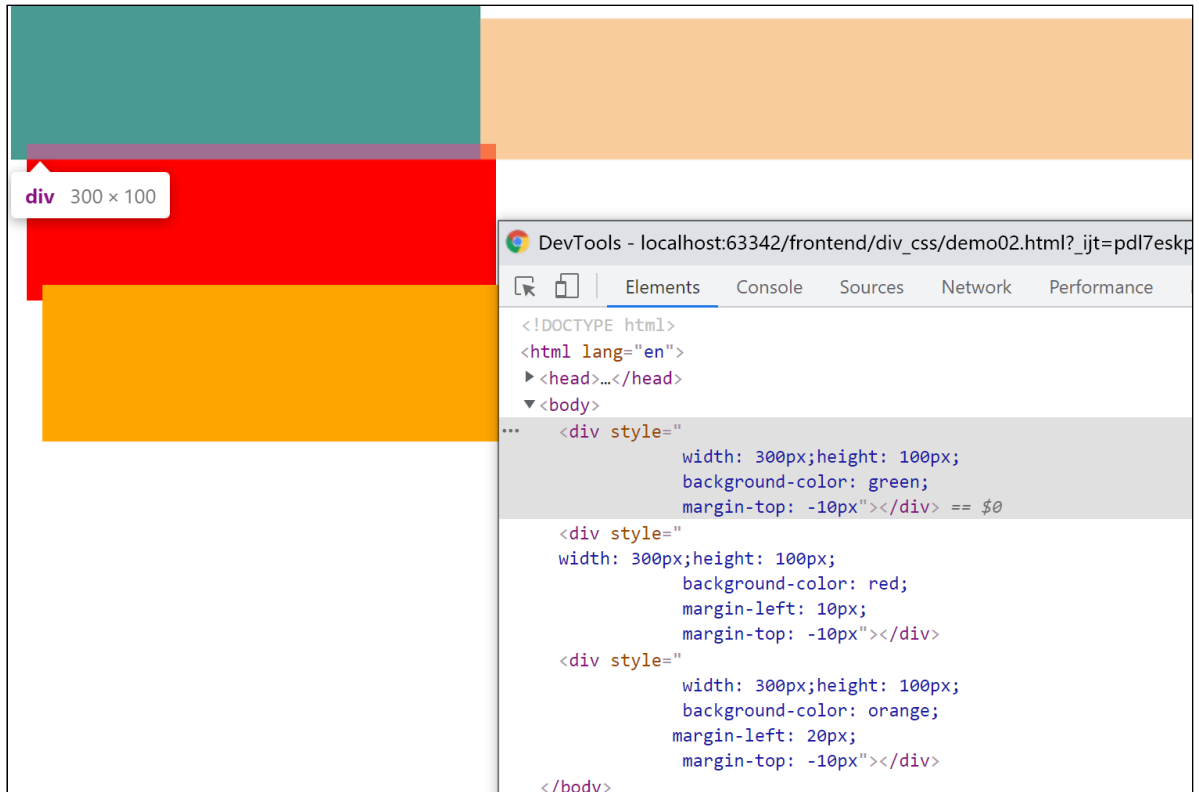 div 300 × 100
DevTools - localhost:63342/frontend/div_css/demo02.html?_ijt=pdl7eskp
Elements Console Sources Network Performance
<!DOCTYPE html>
<html lang="en">
<head>…</head>
<body>
… <div style="
width: 300px;height: 100px;
background-color: green;
margin-top: -10px"></div> == $0
<div style="
width: 300px;height: 100px;
background-color: red;
margin-left: 10px;
margin-top: -10px"></div>
<div style="
width: 300px;height: 100px;
background-color: orange;
margin-left: 20px;
margin-top: -10px"></div>
</body>